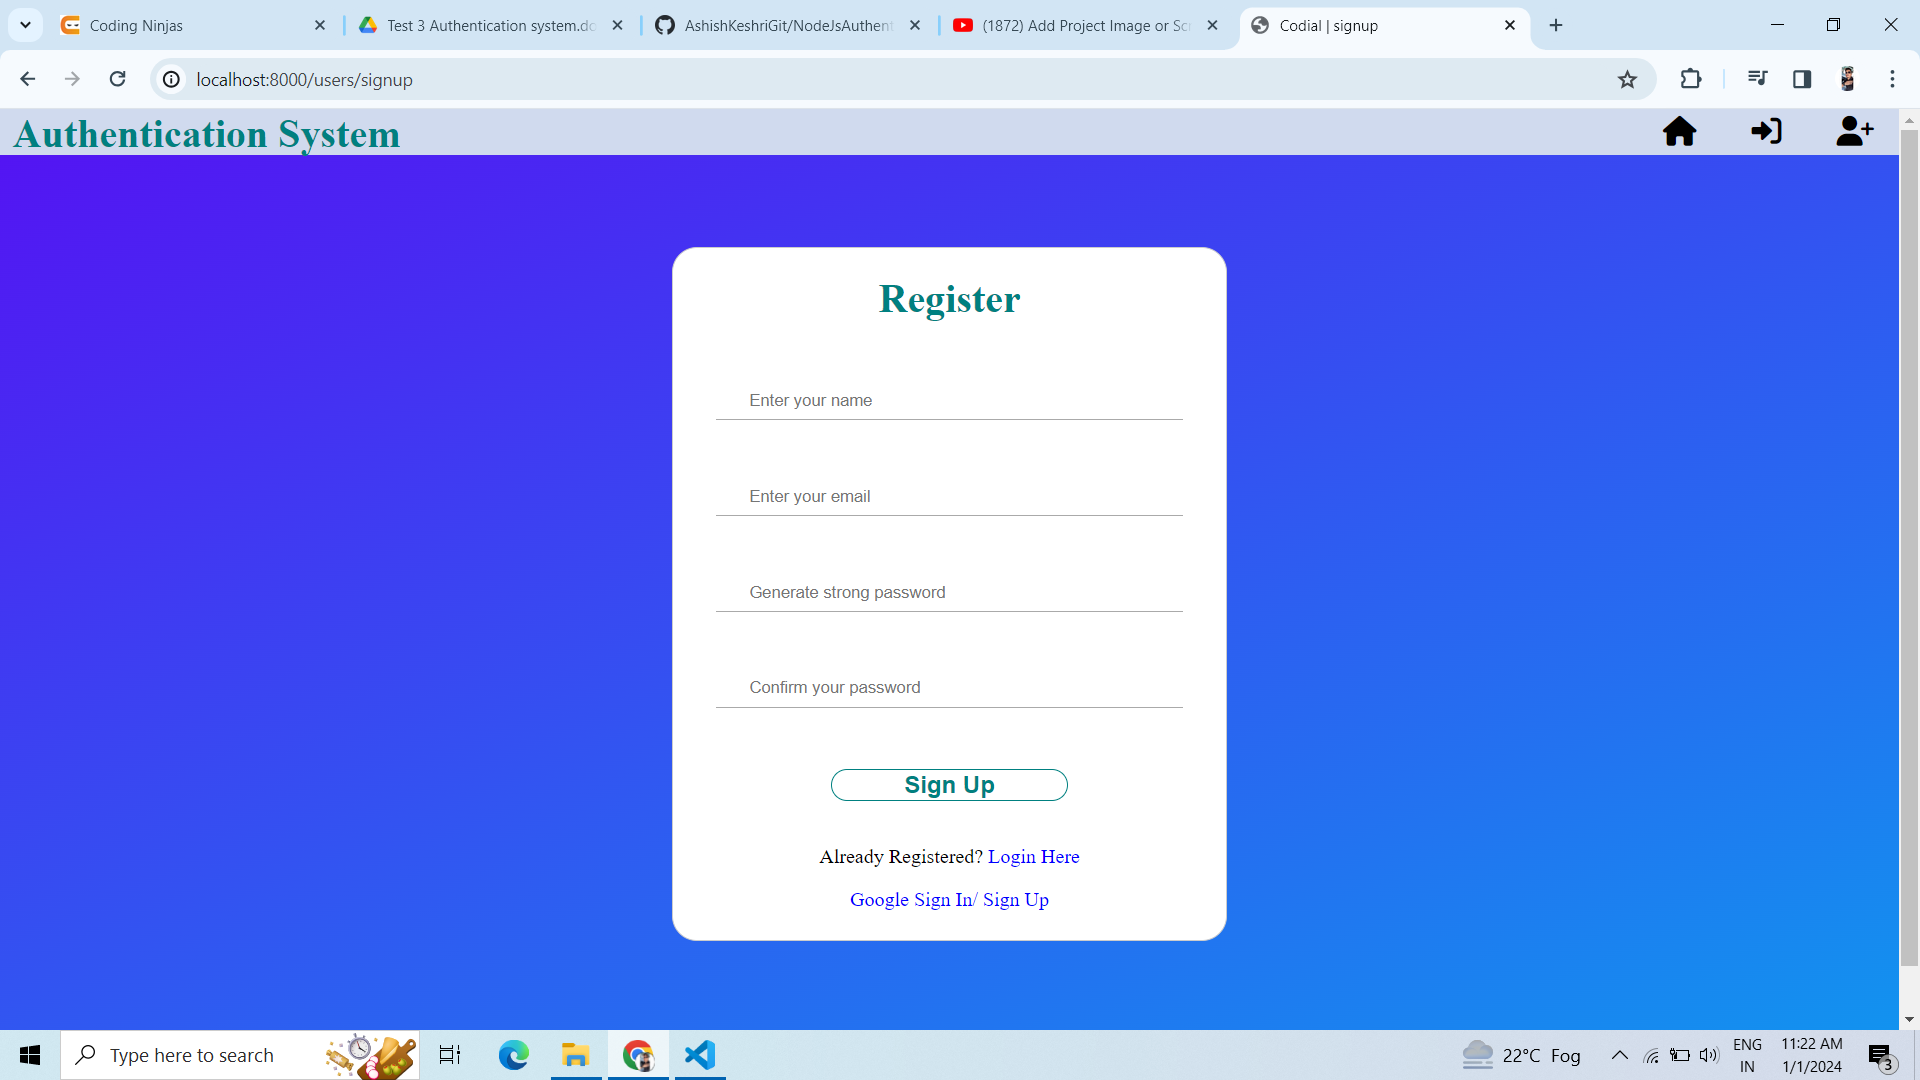 Coding Ninjas
Test 3 Authentication system.do
AshishKeshriGit/NodeJsAuthent
(1872) Add Project Image or Scr
Codial | signup
localhost:8000/users/signup
Authentication System
Register
Enter your name
Enter your email
Generate strong password
Confirm your password
Sign Up
Already Registered? Login Here
Google Sign In/ Sign Up
Type here to search
22°C Fog
ENG
IN
11:22 AM
1/1/2024
3